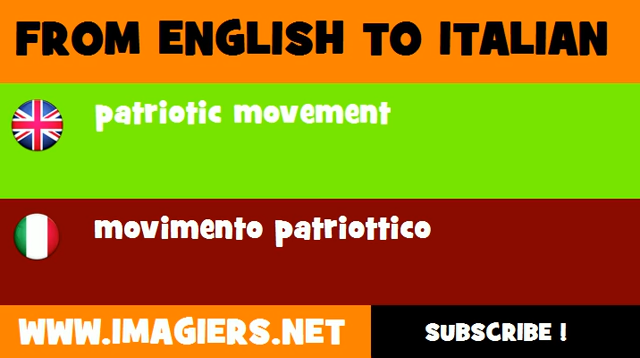 FROM ENGLISH TO ITALIAN
patriotic movement
movimento patriottico
WWW.IMAGIERS.NET
SUBSCRIBE !